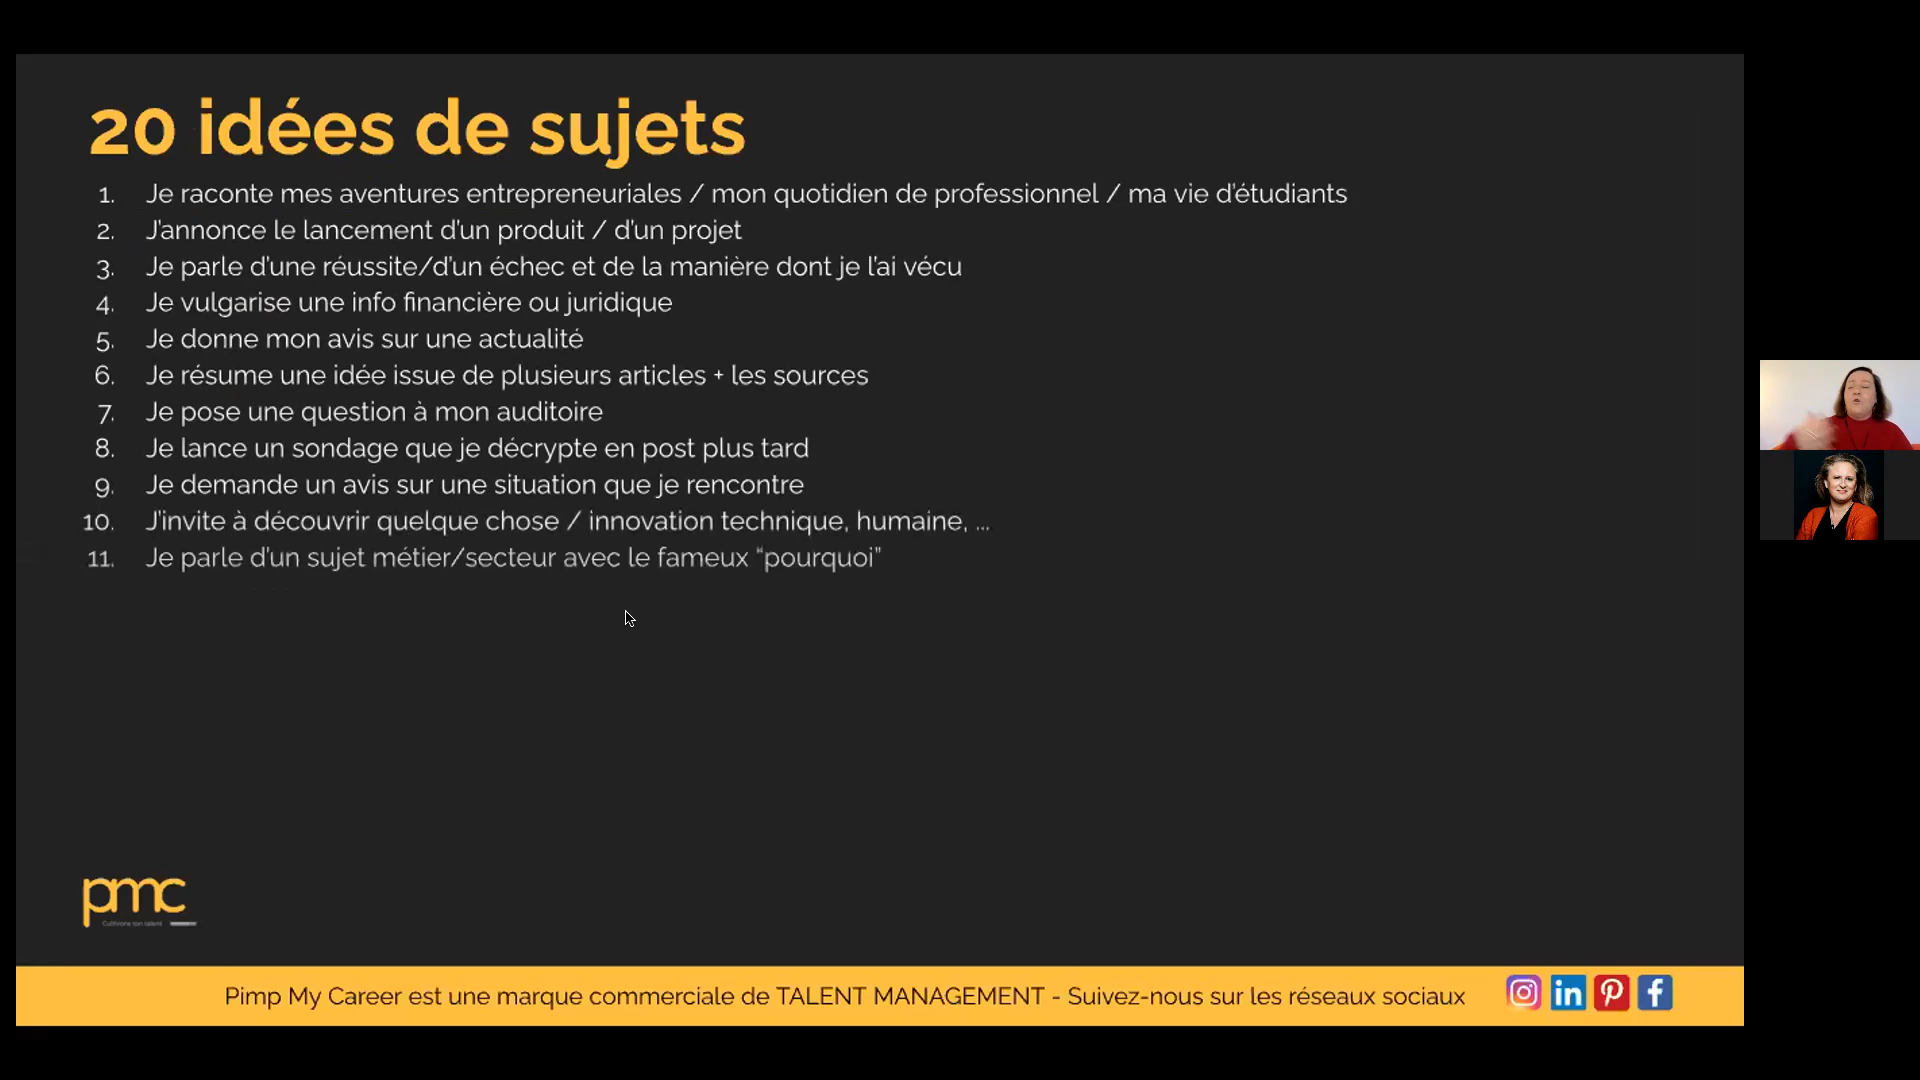 20 idées de sujets
1. Je raconte mes aventures entrepreneuriales / mon quotidien de professionnel / ma vie d'étudiants
2. J'annonce le lancement d'un produit / d'un projet
3. Je parle d'une réussite/d'un échec et de la manière dont je l'ai vécu
4. Je vulgarise une info financière ou juridique
5. Je donne mon avis sur une actualité
6. Je résume une idée issue de plusieurs articles + les sources
7. Je pose une question à mon auditoire
8. Je lance un sondage que je décrypte en post plus tard
9. Je demande un avis sur une situation que je rencontre
10. J'invite à découvrir quelque chose / innovation technique, humaine, ...
11. Je parle d'un sujet métier/secteur avec le fameux “pourquoi”
pmc
Cultivons ton talent
Pimp My Career est une marque commerciale de TALENT MANAGEMENT - Suivez-nous sur les réseaux sociaux